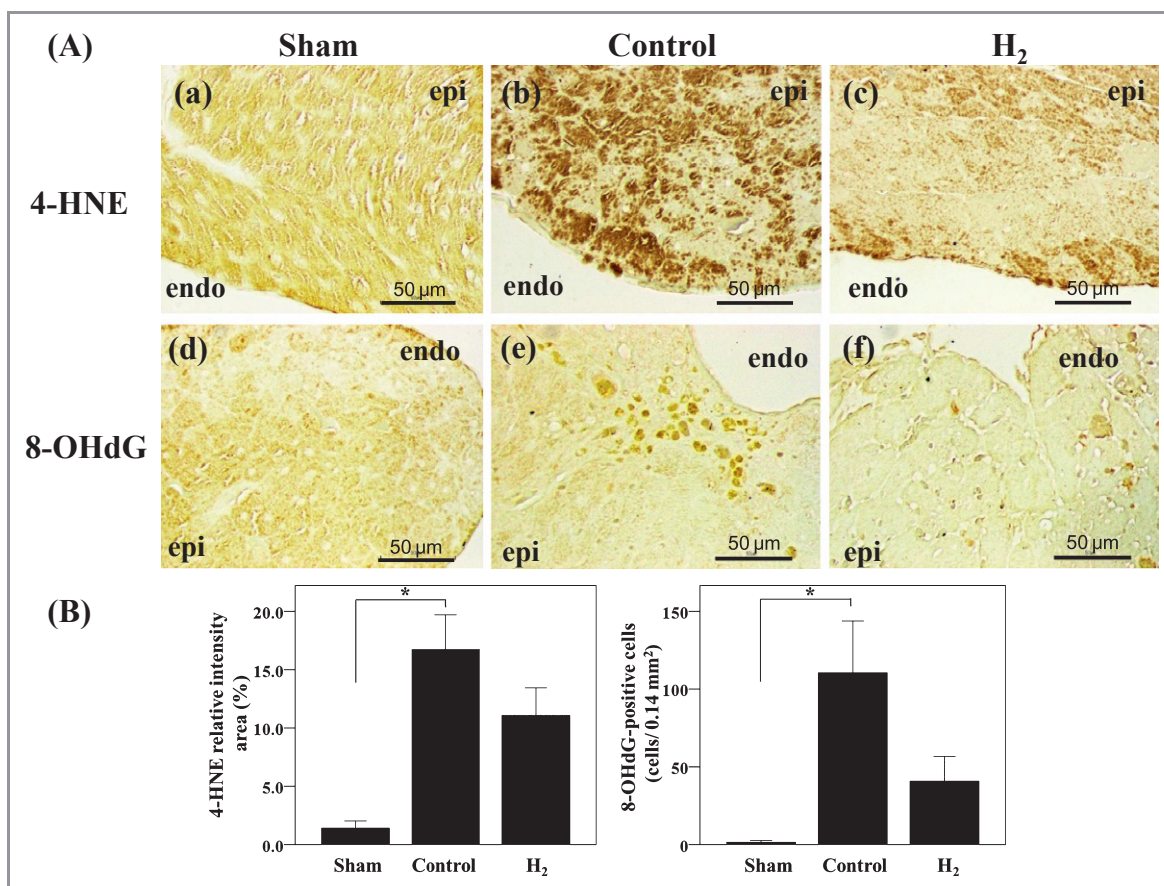 (A)
Sham Control H₂
4-HNE
(a) epi endo 50 µm
(b) epi endo 50 µm
(c) epi endo 50 µm
8-OHdG
(d) endo epi 50 µm
(e) endo epi 50 µm
(f) endo epi 50 µm
(B)
4-HNE relative intensity
area (%)
20.0
15.0
10.0
5.0
0.0
*
Sham Control H₂
8-OHdG-positive cells
(cells/ 0.14 mm²)
150
100
50
0
*
Sham Control H₂